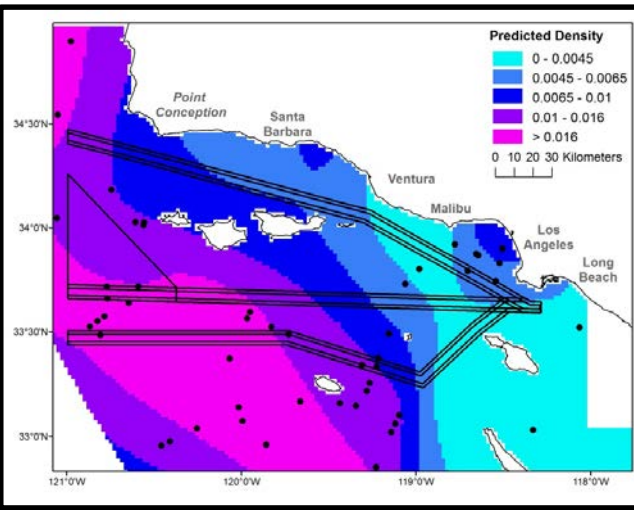 Predicted Density
0 - 0.0045
0.0045 - 0.0065
0.0065 - 0.01
0.01 - 0.016
> 0.016
0 10 20 30 Kilometers
Point
Conception
Santa
Barbara
Ventura
Malibu
Los
Angeles
Long
Beach
34°30'N
34°0'N
33°30'N
33°0'N
121°0'W
120°0'W
119°0'W
118°0'W